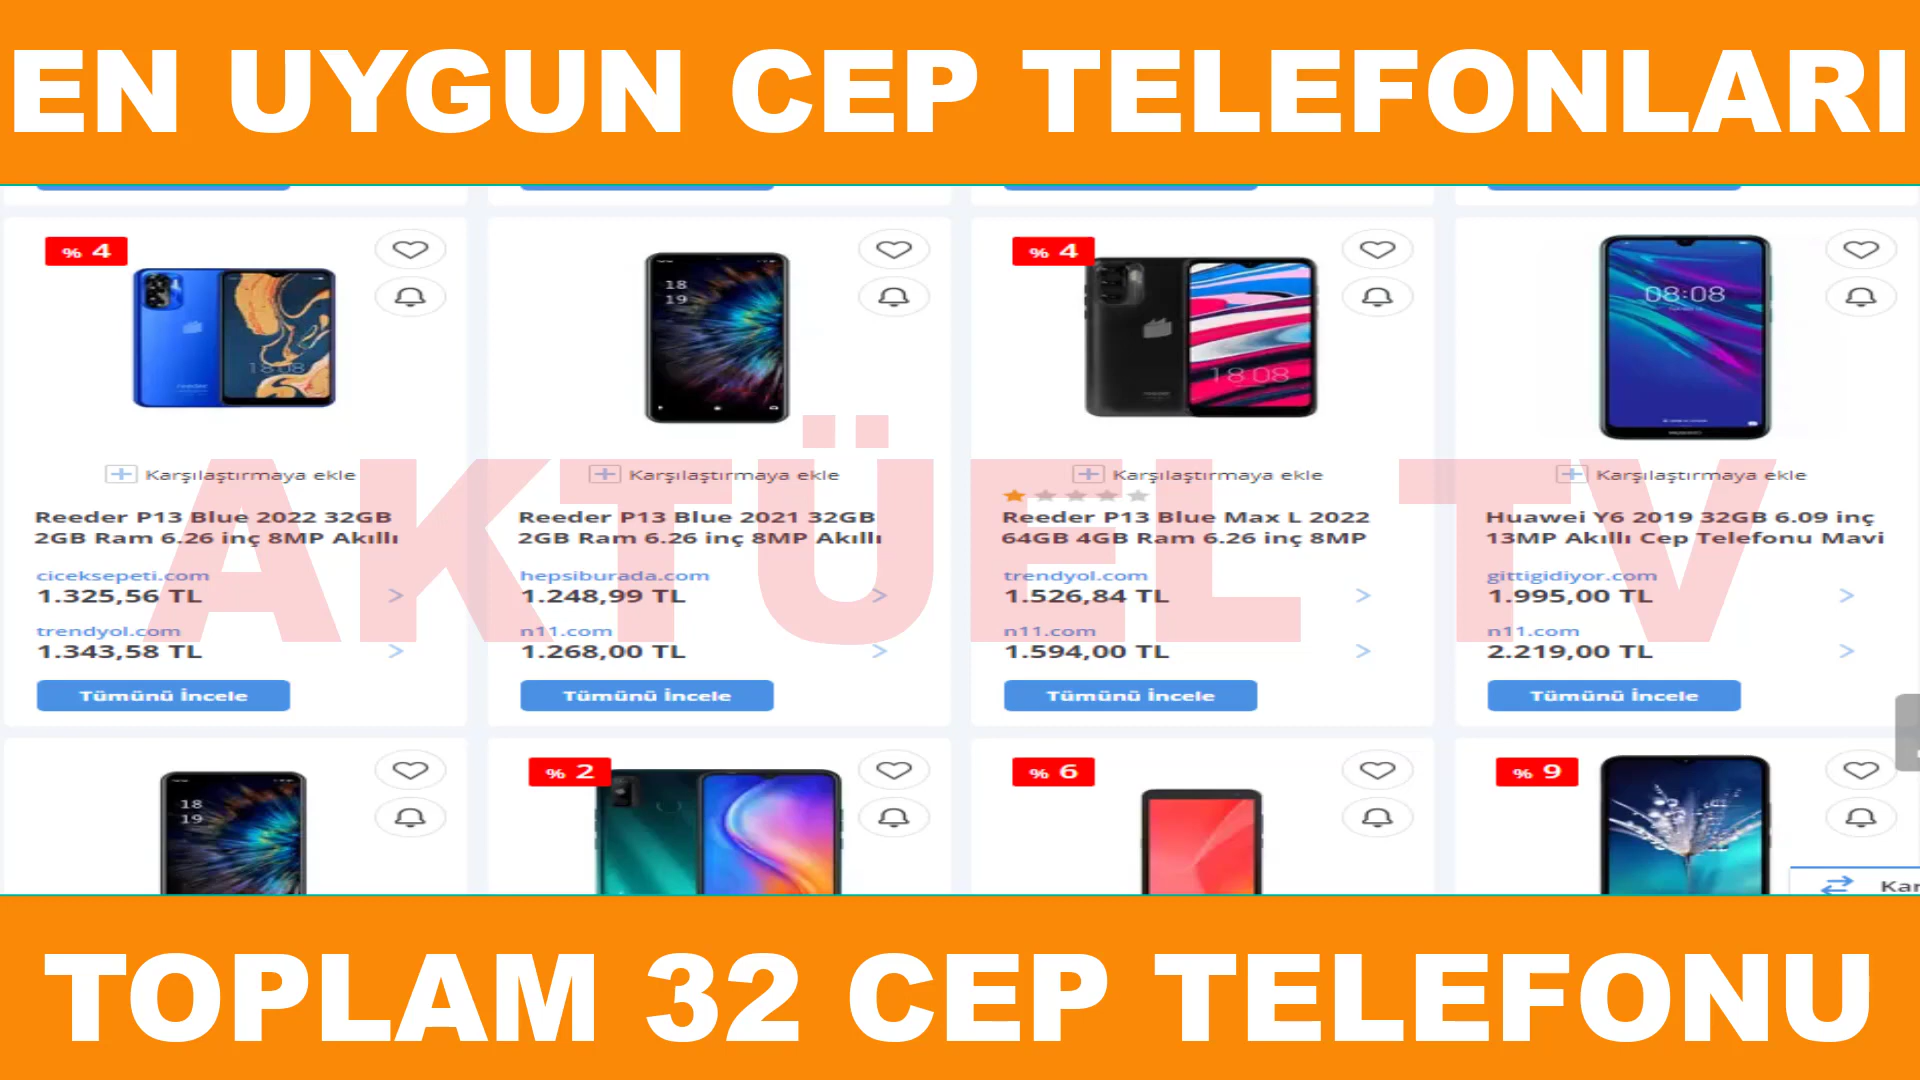 EN UYGUN CEP TELEFONLARI
% 4
18
19
% 4
18:08
08:08
18:08
AKTÜEL TV
Karşılaştırmaya ekle
Karşılaştırmaya ekle
Karşılaştırmaya ekle
Karşılaştırmaya ekle
Reeder P13 Blue 2022 32GB
2GB Ram 6.26 inç 8MP Akıllı
ciceksepeti.com
1.325,56 TL
trendyol.com
1.343,58 TL
Tümünü İncele
Reeder P13 Blue 2021 32GB
2GB Ram 6.26 inç 8MP Akıllı
hepsiburada.com
1.248,99 TL
n11.com
1.268,00 TL
Tümünü İncele
Reeder P13 Blue Max L 2022
64GB 4GB Ram 6.26 inç 8MP
trendyol.com
1.526,84 TL
n11.com
1.594,00 TL
Tümünü İncele
Huawei Y6 2019 32GB 6.09 inç
13MP Akıllı Cep Telefonu Mavi
gittigidiyor.com
1.995,00 TL
n11.com
2.219,00 TL
Tümünü İncele
18
19
% 2
% 6
% 9
Kar
TOPLAM 32 CEP TELEFONU